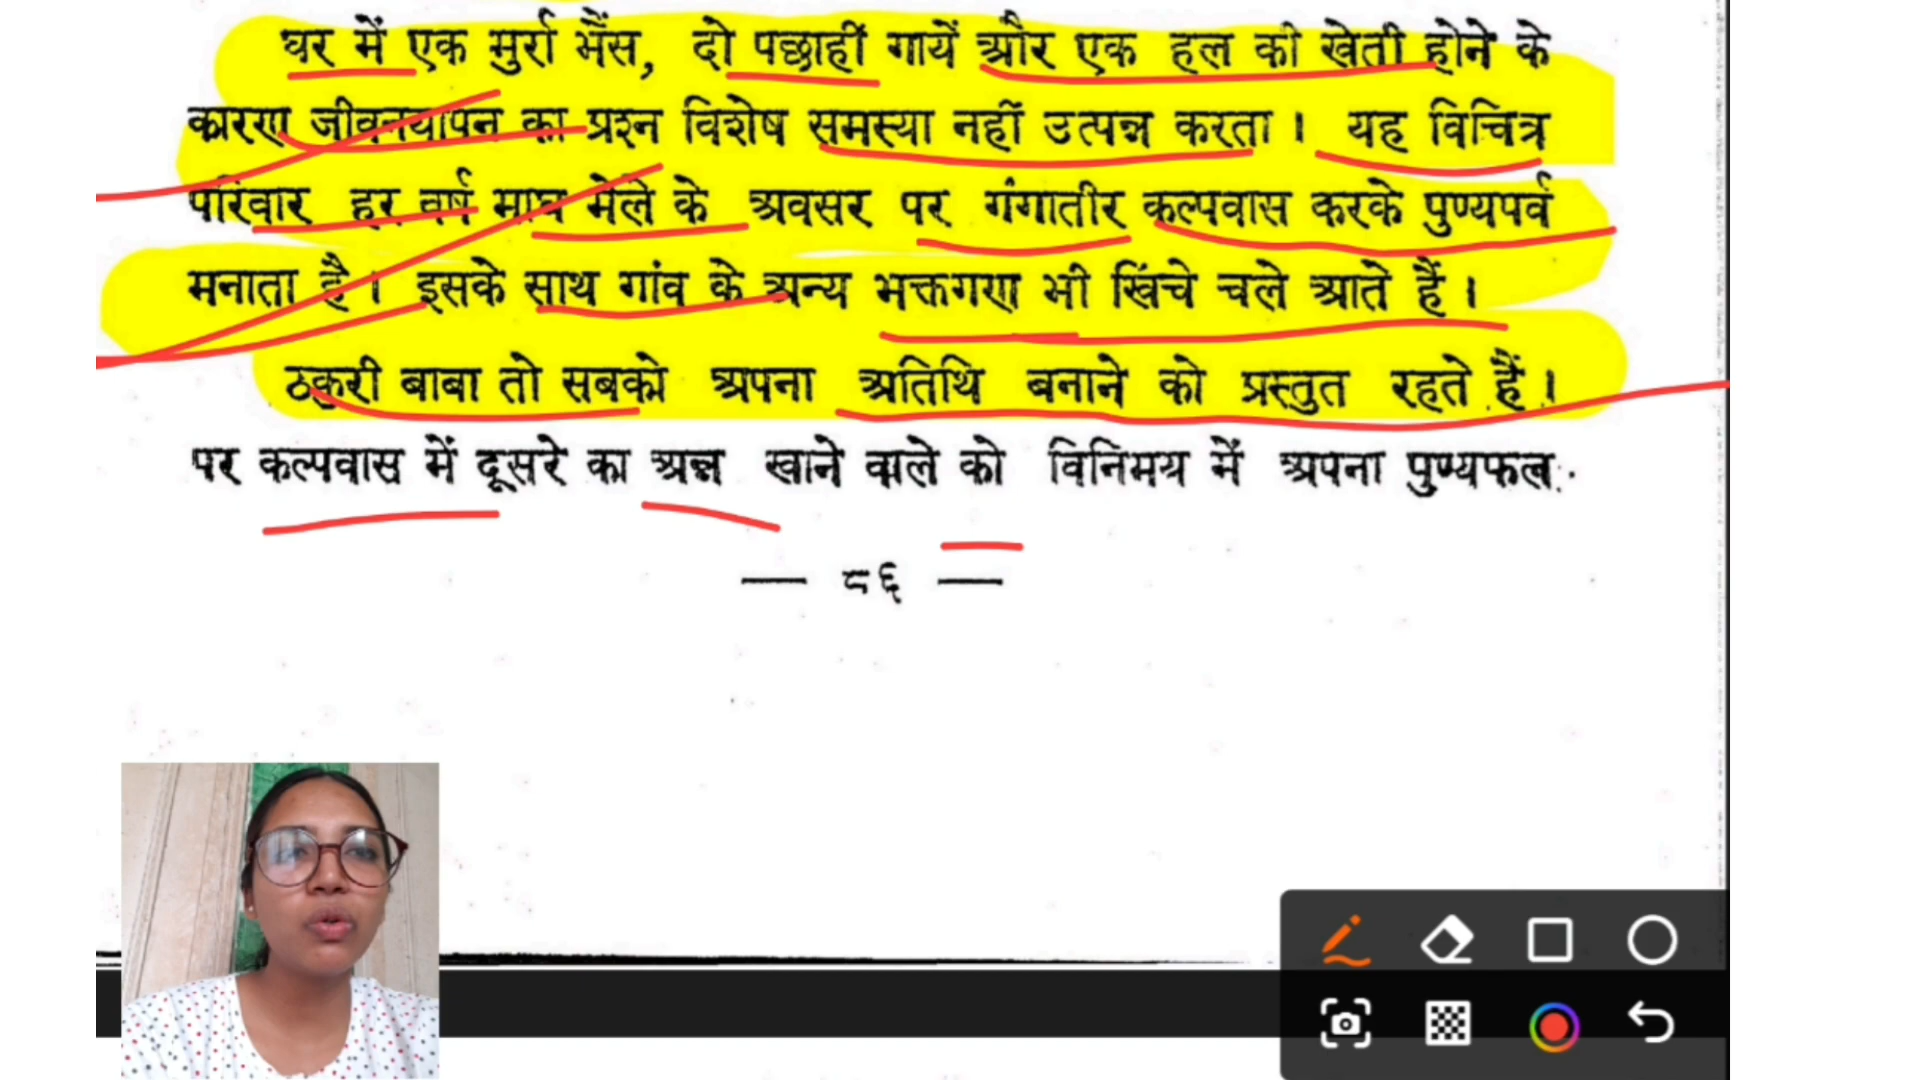 घर में एक मुर्रा भैंस, दो पछाहीं गायें और एक हल की खेती होने के
कारण जीवनयापन का प्रश्न विशेष समस्या नहीं उत्पन्न करता। यह विचित्र
परिवार हर वर्ष माघ मेले के अवसर पर गंगातीर कल्पवास करके पुण्यपर्व
मनाता है। इसके साथ गांव के अन्य भक्तगण भी खिंचे चले आते हैं।
ठकुरी बाबा तो सबको अपना अतिथि बनाने को प्रस्तुत रहते हैं।
पर कल्पवास में दूसरे का अन्न खाने वाले को विनिमय में अपना पुण्यफल
— ८६ —